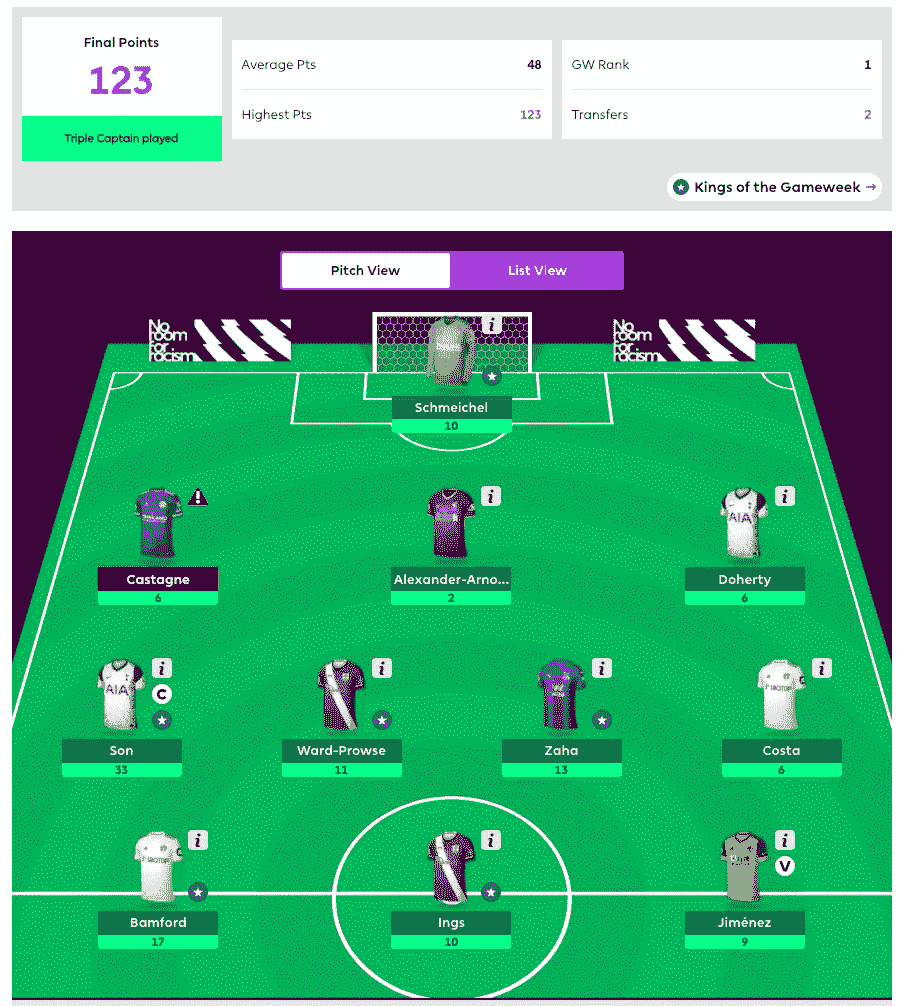 Final Points
123
Triple Captain played
Average Pts 48
Highest Pts 123
GW Rank 1
Transfers 2
Kings of the Gameweek →
Pitch View List View
No room for racism
No room for racism
i
Schmeichel
10
i i
AIA
Castagne Alexander-Arno... Doherty
6 2 6
i i i i
AIA
C
Son Ward-Prowse Zaha Costa
33 11 13 6
i i i
V
Bamford Ings Jiménez
17 10 9